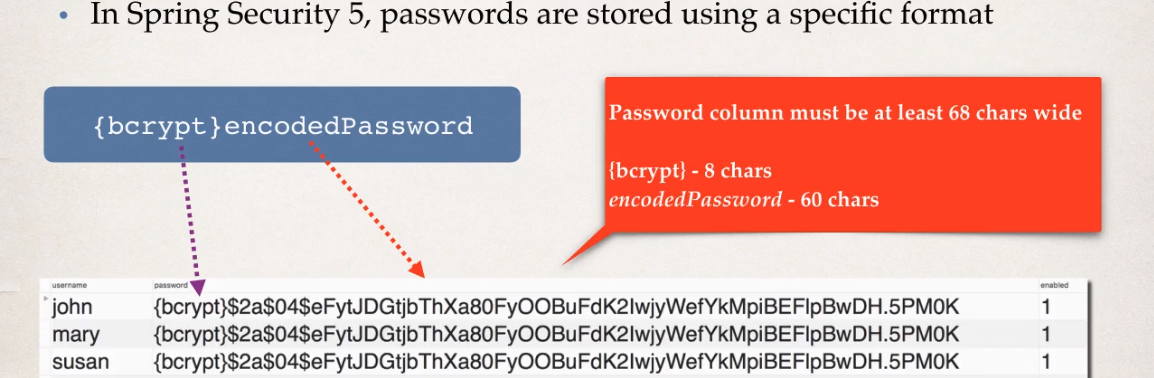 • In Spring Security 5, passwords are stored using a specific format
{bcrypt}encodedPassword
Password column must be at least 68 chars wide
{bcrypt} - 8 chars
encodedPassword - 60 chars
username password enabled
john {bcrypt}$2a$04$eFytJDGtjbThXa80FyOOBuFdK2IwjyWefYkMpiBEFlpBwDH.5PM0K 1
mary {bcrypt}$2a$04$eFytJDGtjbThXa80FyOOBuFdK2IwjyWefYkMpiBEFlpBwDH.5PM0K 1
susan {bcrypt}$2a$04$eFytJDGtjbThXa80FyOOBuFdK2IwjyWefYkMpiBEFlpBwDH.5PM0K 1